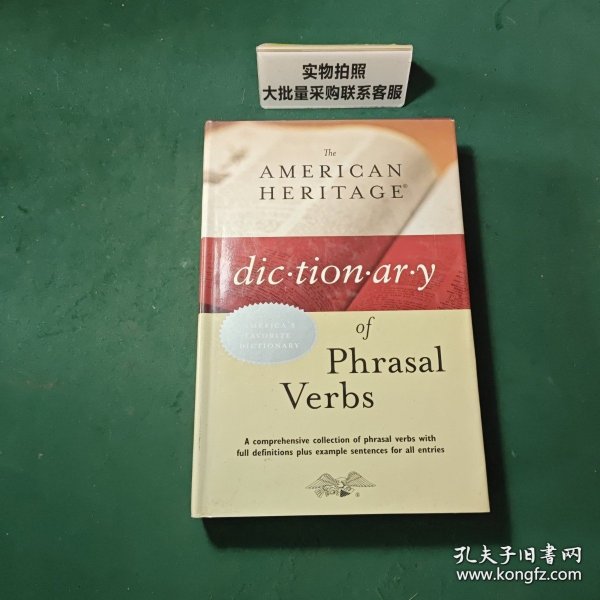 实物拍照
大批量采购联系客服
The
AMERICAN
HERITAGE®
dic·tion·ar·y
AMERICA'S
FAVORITE
DICTIONARY
of
Phrasal
Verbs
A comprehensive collection of phrasal verbs with
full definitions plus example sentences for all entries
®
孔夫子旧书网
www.kongfz.com